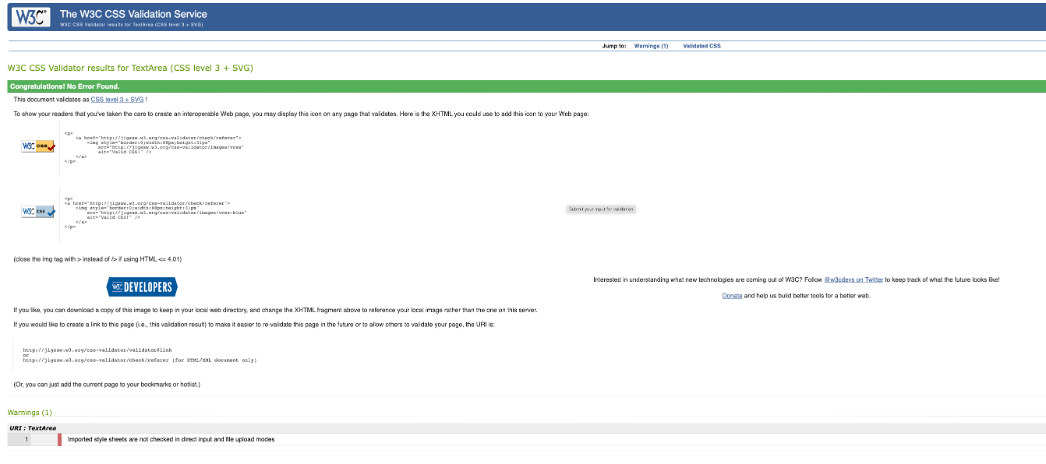 W3C® The W3C CSS Validation Service
W3C CSS Validator results for TextArea (CSS level 3 + SVG)
Jump to: Warnings (1) Validated CSS
W3C CSS Validator results for TextArea (CSS level 3 + SVG)
Congratulations! No Error Found.
This document validates as CSS level 3 + SVG !
To show your readers that you've taken the care to create an interoperable Web page, you may display this icon on any page that validates. Here is the XHTML you could use to add this icon to your Web page:
W3C css
<p>
<a href="http://jigsaw.w3.org/css-validator/check/referer">
<img style="border:0;width:88px;height:31px"
src="http://jigsaw.w3.org/css-validator/images/vcss"
alt="Valid CSS!" />
</a>
</p>
W3C css
<p>
<a href="http://jigsaw.w3.org/css-validator/check/referer">
<img style="border:0;width:88px;height:31px"
src="http://jigsaw.w3.org/css-validator/images/vcss-blue"
alt="Valid CSS!" />
</a>
</p>
Submit your input for validation
(close the img tag with > instead of /> if using HTML <= 4.01)
W3C DEVELOPERS
Interested in understanding what new technologies are coming out of W3C? Follow @w3cdevs on Twitter to keep track of what the future looks like!
Donate and help us build better tools for a better web.
If you like, you can download a copy of this image to keep in your local web directory, and change the XHTML fragment above to reference your local image rather than the one on this server.
If you would like to create a link to this page (i.e., this validation result) to make it easier to re-validate this page in the future or to allow others to validate your page, the URI is:
http://jigsaw.w3.org/css-validator/validator$link
or
http://jigsaw.w3.org/css-validator/check/referer (for HTML/XML document only)
(Or, you can just add the current page to your bookmarks or hotlist.)
Warnings (1)
URI : TextArea
1 Imported style sheets are not checked in direct input and file upload modes